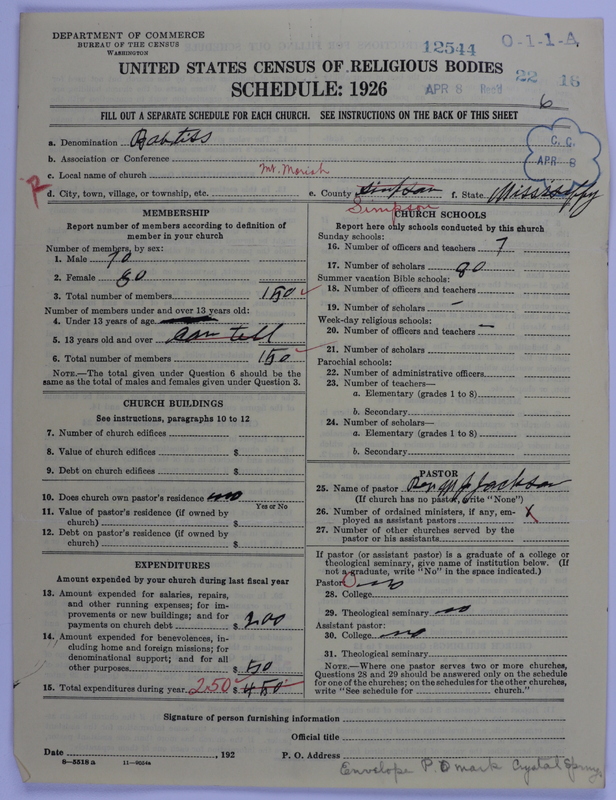 DEPARTMENT OF COMMERCE
BUREAU OF THE CENSUS
WASHINGTON
12544 0-1-1-A
UNITED STATES CENSUS OF RELIGIOUS BODIES
22 18
SCHEDULE: 1926
APR 8 Rec'd
6
FILL OUT A SEPARATE SCHEDULE FOR EACH CHURCH. SEE INSTRUCTIONS ON THE BACK OF THIS SHEET
a. Denomination Babtiss
C. C.
APR 8
b. Association or Conference
c. Local name of church Mt. Moriah
d. City, town, village, or township, etc. e. County Simpson f. State Mississippy
Simpson
MEMBERSHIP
Report number of members according to definition of
member in your church
Number of members, by sex:
1. Male 70
2. Female 80
3. Total number of members 150
Number of members under and over 13 years old:
4. Under 13 years of age
5. 13 years old and over can tell
6. Total number of members 150
NOTE.—The total given under Question 6 should be
same as the total of males and females given under Question 3.
CHURCH BUILDINGS
See instructions, paragraphs 10 to 12
7. Number of church edifices
8. Value of church edifices $
9. Debt on church edifices $
10. Does church own pastor's residence no
Yes or No
11. Value of pastor's residence (if owned by
church) $
12. Debt on pastor's residence (if owned by
church) $
EXPENDITURES
Amount expended by your church during last fiscal year
13. Amount expended for salaries, repairs,
and other running expenses; for im-
provements or new buildings; and for
payments on church debt $ 200
14. Amount expended for benevolences, in-
cluding home and foreign missions; for
denominational support; and for all
other purposes $ 50
15. Total expenditures during year 250 $ 450
CHURCH SCHOOLS
Report here only schools conducted by this church
Sunday schools:
16. Number of officers and teachers 7
17. Number of scholars 90
Summer vacation Bible schools:
18. Number of officers and teachers
19. Number of scholars –
Week-day religious schools:
20. Number of officers and teachers –
21. Number of scholars
Parochial schools:
22. Number of administrative officers
23. Number of teachers—
a. Elementary (grades 1 to 8)
b. Secondary
24. Number of scholars—
a. Elementary (grades 1 to 8)
b. Secondary
PASTOR
25. Name of pastor Jackson
(If church has no pastor, write "None")
26. Number of ordained ministers, if any, em-
ployed as assistant pastors
27. Number of other churches served by the
pastor or his assistants
If pastor (or assistant pastor) is a graduate of a college or
theological seminary, give name of institution below. (If
not a graduate, write "No" in the space indicated.)
Pastor: no
28. College
29. Theological seminary no
Assistant pastor:
30. College no
31. Theological seminary
NOTE.—Where one pastor serves two or more churches,
Questions 28 and 29 should be answered only on the schedule
for one of the churches; on the schedules for the other churches,
write "See schedule for church."
Signature of person furnishing information
Official title
Date 192 P. O. Address
8—5518 a 11—9034a
Envelope P.O mark Crystal Springs